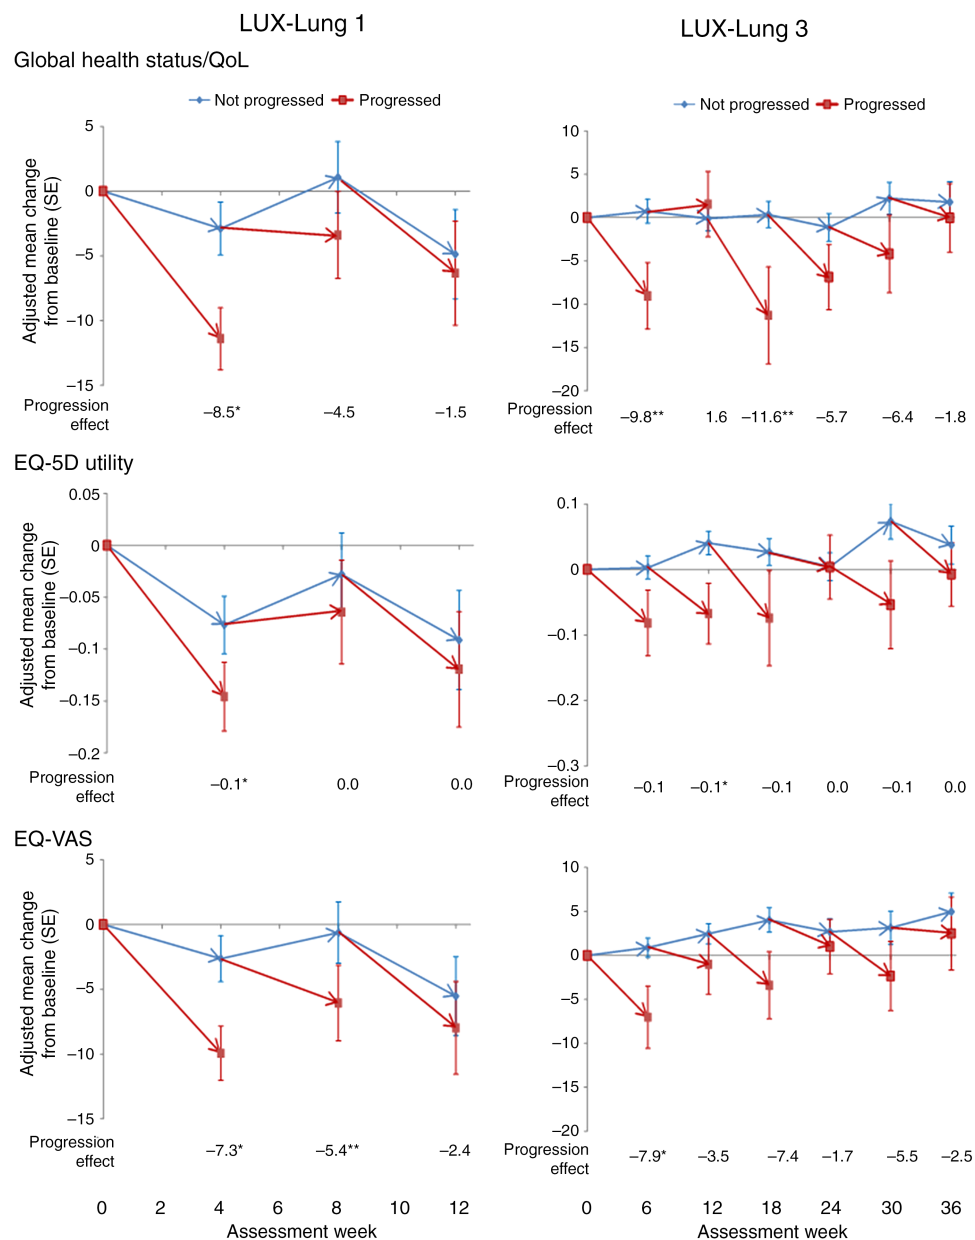 LUX-Lung 1
LUX-Lung 3
Global health status/QoL
Not progressed Progressed
Adjusted mean change
from baseline (SE)
5
0
–5
–10
–15
Progression
effect
–8.5* –4.5 –1.5
Not progressed Progressed
10
5
0
–5
–10
–15
–20
Progression
effect
–9.8** 1.6 –11.6** –5.7 –6.4 –1.8
EQ-5D utility
Adjusted mean change
from baseline (SE)
0.05
0
–0.05
–0.1
–0.15
–0.2
Progression
effect
–0.1* 0.0 0.0
0.1
0
–0.1
–0.2
–0.3
Progression
effect
–0.1 –0.1* –0.1 0.0 –0.1 0.0
EQ-VAS
Adjusted mean change
from baseline (SE)
5
0
–5
–10
–15
Progression
effect
–7.3* –5.4** –2.4
0 2 4 6 8 10 12
Assessment week
10
5
0
–5
–10
–15
–20
Progression
effect
–7.9* –3.5 –7.4 –1.7 –5.5 –2.5
0 6 12 18 24 30 36
Assessment week